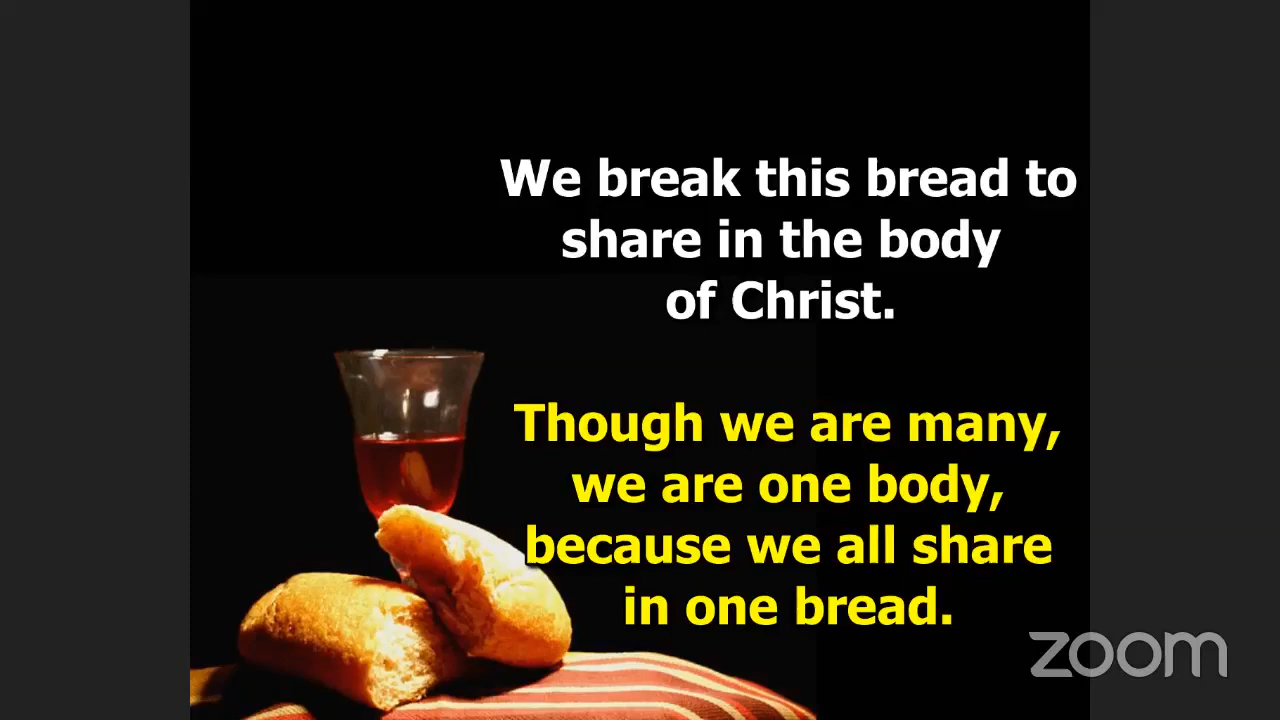 We break this bread to
share in the body
of Christ.
Though we are many,
we are one body,
because we all share
in one bread.
zoom